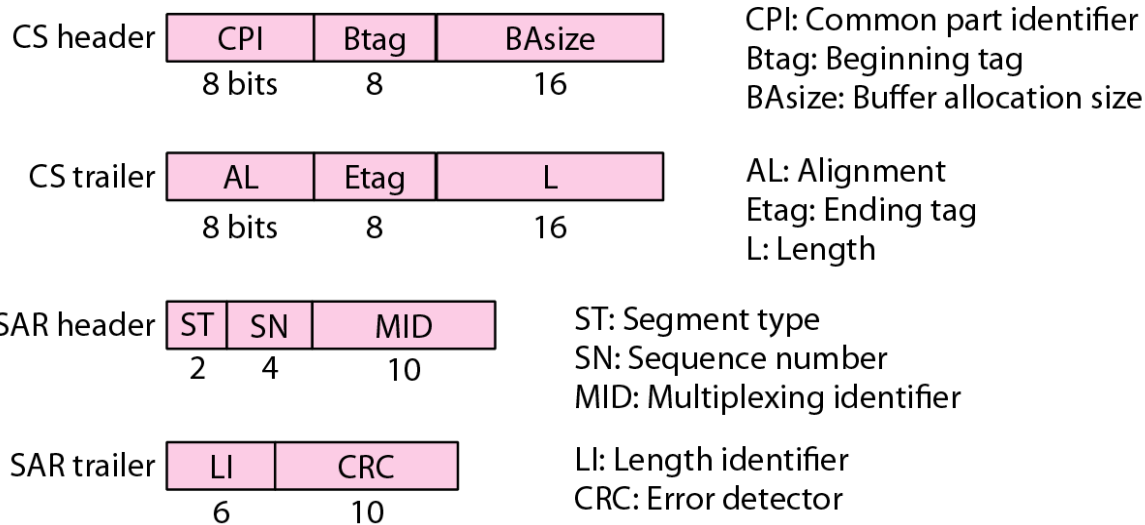 CS header CPI Btag BAsize
8 bits 8 16
CPI: Common part identifier
Btag: Beginning tag
BAsize: Buffer allocation size
CS trailer AL Etag L
8 bits 8 16
AL: Alignment
Etag: Ending tag
L: Length
SAR header ST SN MID
2 4 10
ST: Segment type
SN: Sequence number
MID: Multiplexing identifier
SAR trailer LI CRC
6 10
LI: Length identifier
CRC: Error detector